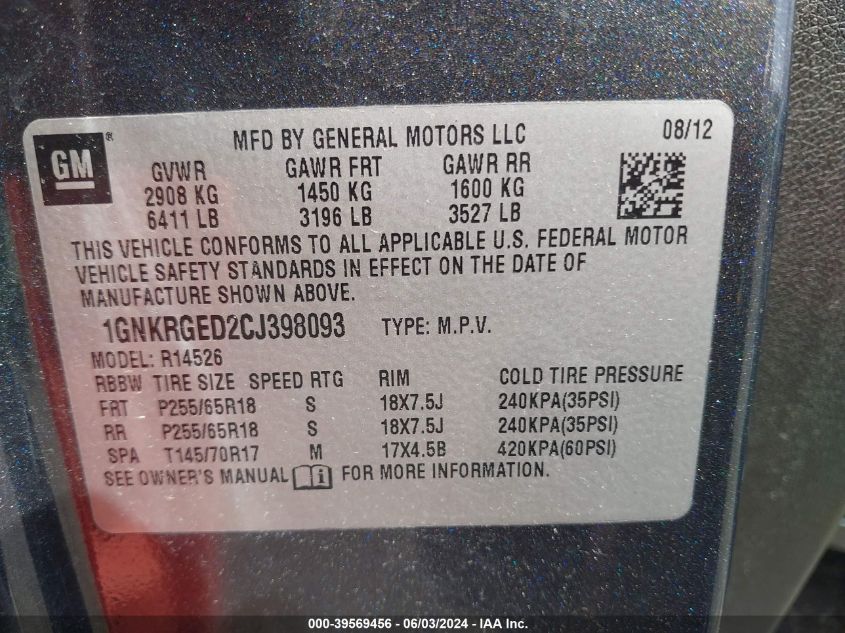 GM® MFD BY GENERAL MOTORS LLC 08/12
GVWR GAWR FRT GAWR RR
2908 KG 1450 KG 1600 KG
6411 LB 3196 LB 3527 LB
THIS VEHICLE CONFORMS TO ALL APPLICABLE U.S. FEDERAL MOTOR
VEHICLE SAFETY STANDARDS IN EFFECT ON THE DATE OF
MANUFACTURE SHOWN ABOVE.
1GNKRGED2CJ398093 TYPE: M.P.V.
MODEL: R14526
RBBW TIRE SIZE SPEED RTG RIM COLD TIRE PRESSURE
FRT P255/65R18 S 18X7.5J 240KPA(35PSI)
RR P255/65R18 S 18X7.5J 240KPA(35PSI)
SPA T145/70R17 M 17X4.5B 420KPA(60PSI)
SEE OWNER'S MANUAL i FOR MORE INFORMATION.
000-39569456 - 06/03/2024 - IAA Inc.